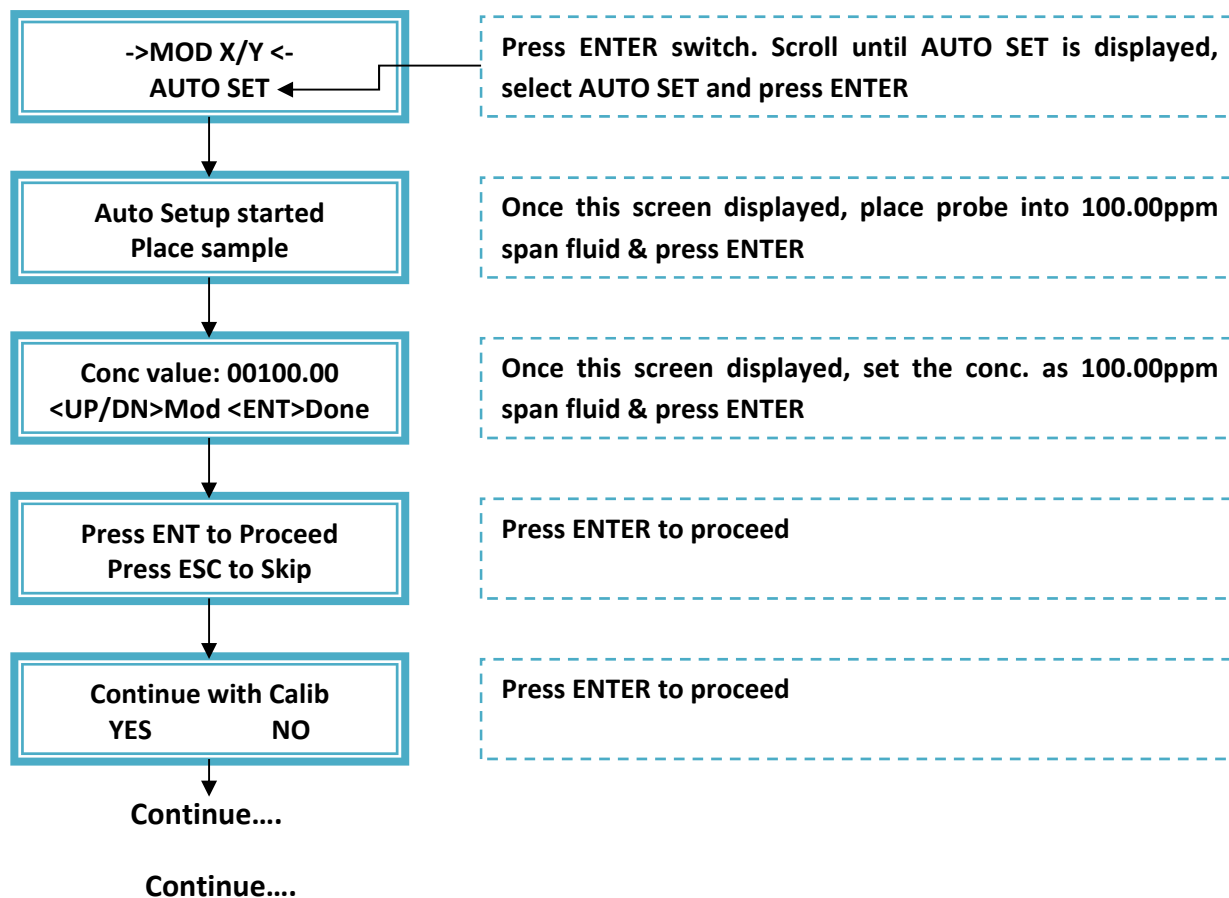 ->MOD X/Y <-
AUTO SET
Press ENTER switch. Scroll until AUTO SET is displayed,
select AUTO SET and press ENTER
Auto Setup started
Place sample
Once this screen displayed, place probe into 100.00ppm
span fluid & press ENTER
Conc value: 00100.00
<UP/DN>Mod <ENT>Done
Once this screen displayed, set the conc. as 100.00ppm
span fluid & press ENTER
Press ENT to Proceed
Press ESC to Skip
Press ENTER to proceed
Continue with Calib
YES NO
Press ENTER to proceed
Continue….
Continue….